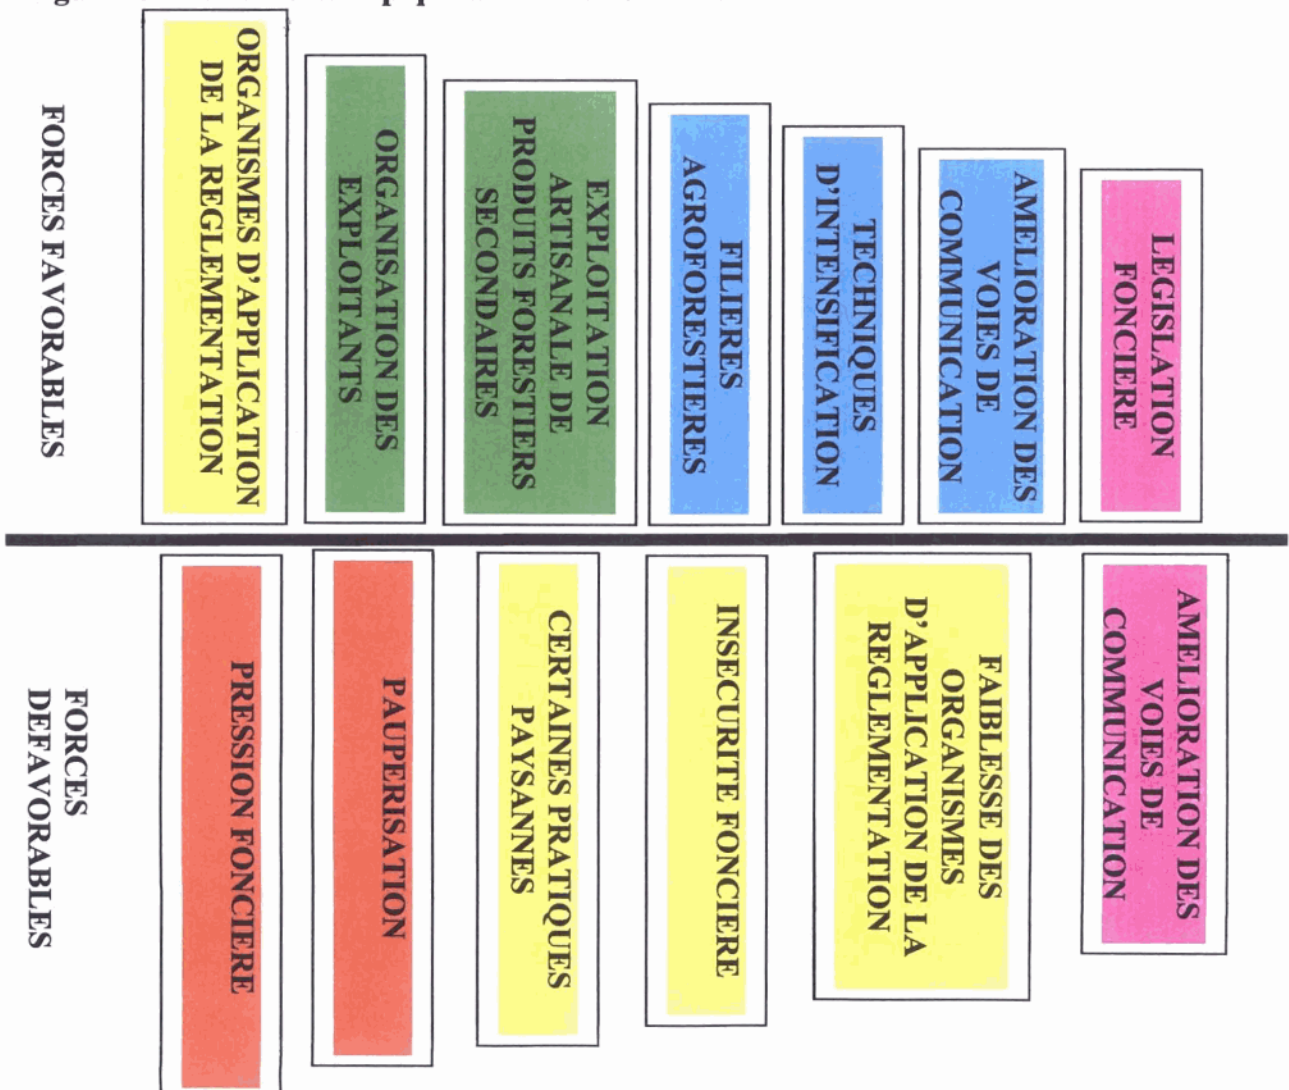 FORCES FAVORABLES
ORGANISMES D'APPLICATION
DE LA REGLEMENTATION
ORGANISATION DES
EXPLOITANTS
EXPLOITATION
ARTISANALE DE
PRODUITS FORESTIERS
SECONDAIRES
FILIERES
AGROFORESTIERES
TECHNIQUES
D'INTENSIFICATION
AMELIORATION DES
VOIES DE
COMMUNICATION
LEGISLATION
FONCIERE
FORCES
DEFAVORABLES
PRESSION FONCIERE
PAUPERISATION
CERTAINES PRATIQUES
PAYSANNES
INSECURITE FONCIERE
FAIBLESSE DES
ORGANISMES
D'APPLICATION DE LA
REGLEMENTATION
AMELIORATION DES
VOIES DE
COMMUNICATION